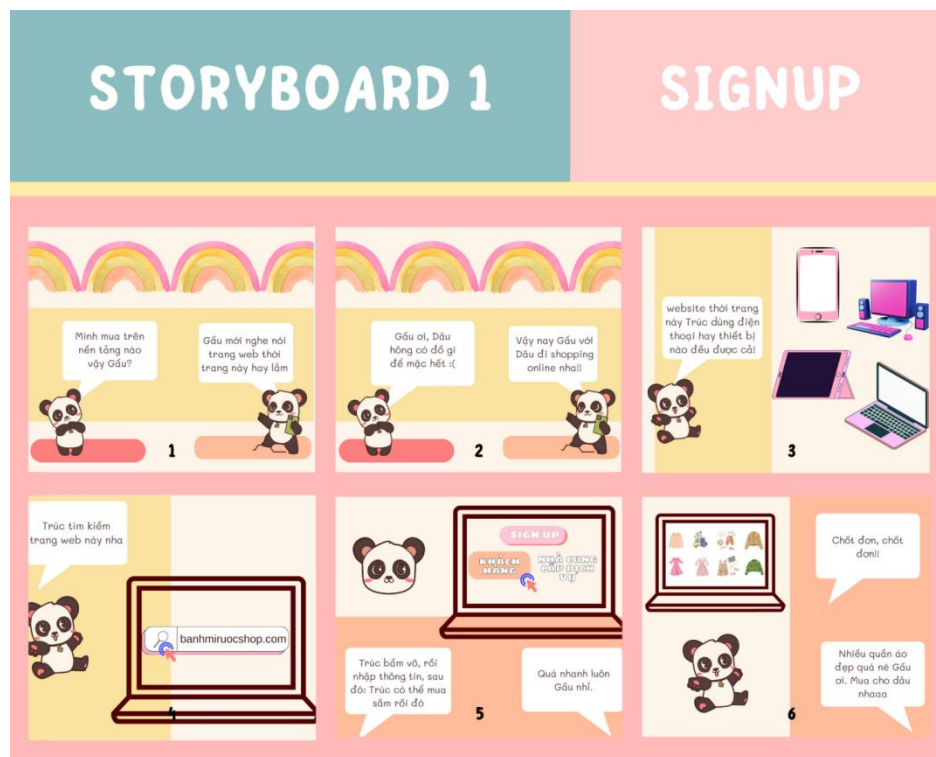 STORYBOARD 1
SIGNUP
Mình mua trên
nền tảng nào
vậy Gấu?
Gấu mới nghe nói
trang web thời
trang này hay lắm
1
Gấu ơi, Dâu
hông có đồ gì
để mặc hết :(
Vậy nay Gấu với
Dâu đi shopping
online nha!!
2
website thời trang
này Trúc dùng điện
thoại hay thiết bị
nào đều được cả!
3
Trúc tìm kiếm
trang web này nha
banhmiruocshop.com
4
SIGN UP
KHÁCH
HÀNG
NHÀ CUNG
CẤP DỊCH
VỤ
Trúc bấm vô, rồi
nhập thông tin, sau
đó: Trúc có thể mua
sắm rồi đó
Quá nhanh luôn
Gấu nhỉ.
5
Chốt đơn, chốt
đơn!!
Nhiều quần áo
đẹp quá nè Gấu
ơi. Mua cho dâu
nhaaa
6